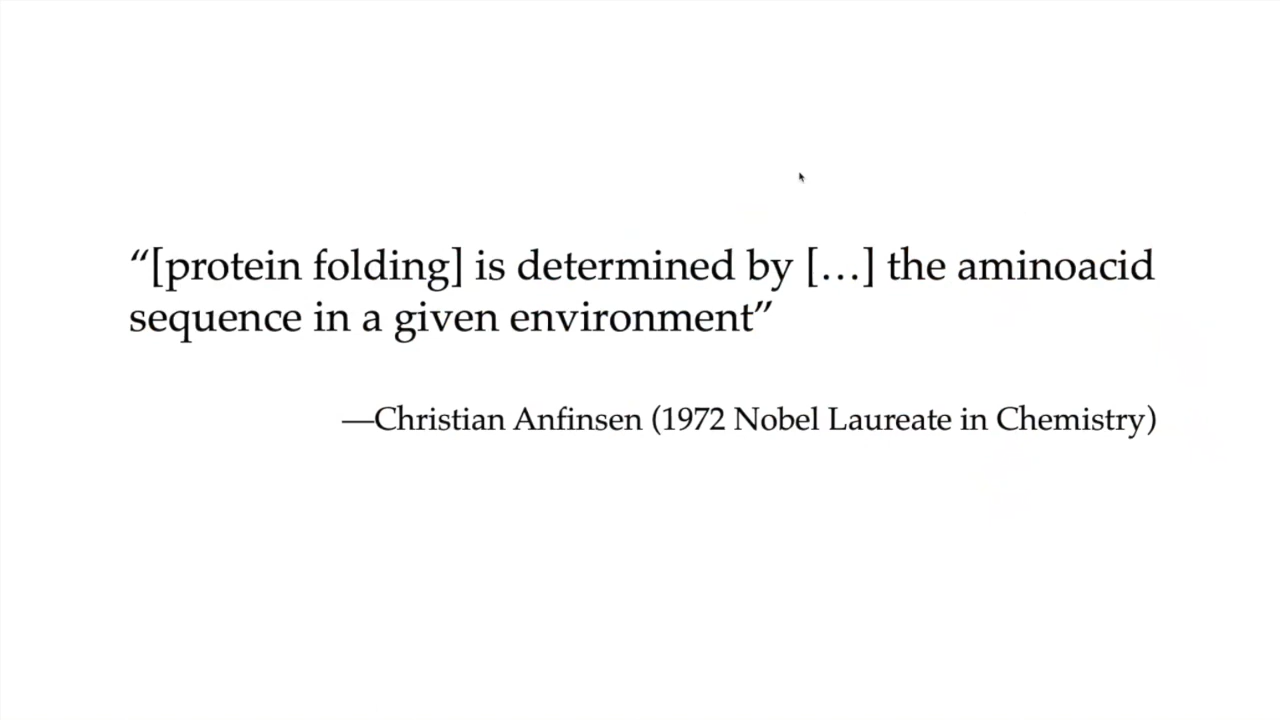 “[protein folding] is determined by […] the aminoacid
sequence in a given environment”
—Christian Anfinsen (1972 Nobel Laureate in Chemistry)